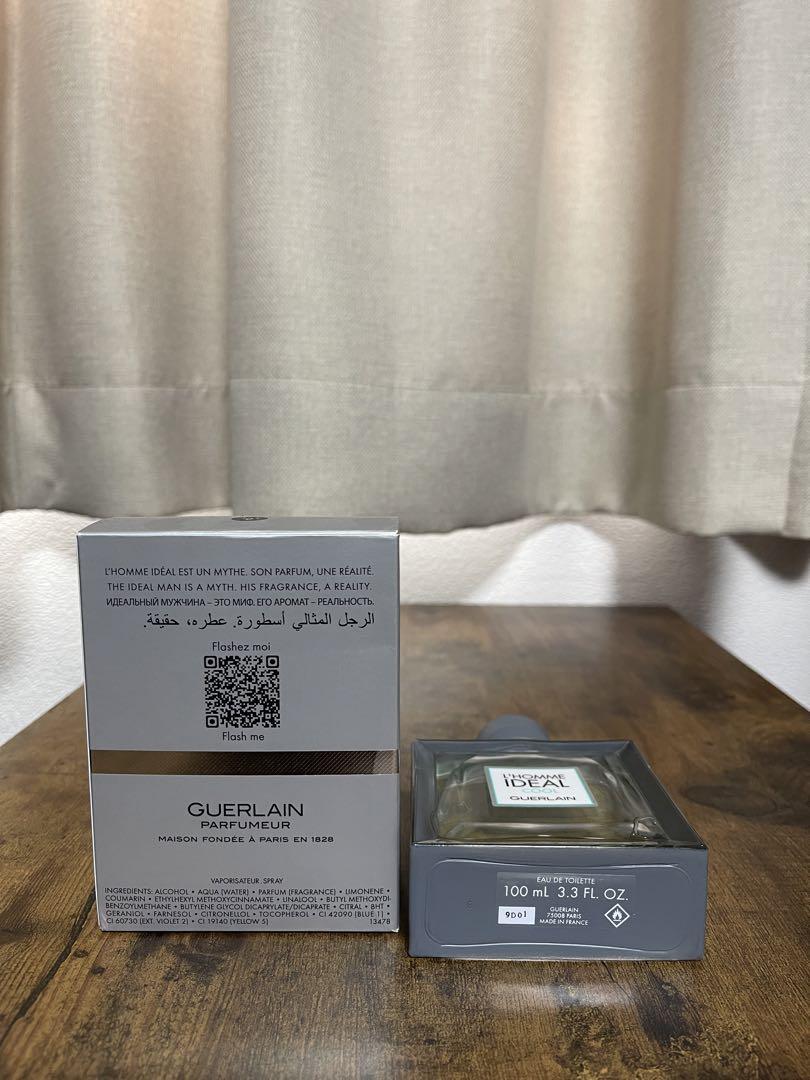 L'HOMME IDÉAL EST UN MYTHE. SON PARFUM, UNE RÉALITÉ.
THE IDEAL MAN IS A MYTH. HIS FRAGRANCE, A REALITY.
ИДЕАЛЬНЫЙ МУЖЧИНА – ЭТО МИФ. ЕГО АРОМАТ – РЕАЛЬНОСТЬ.
الرجل المثالي أسطورة. عطره، حقيقة.
Flashez moi
Flash me
GUERLAIN
PARFUMEUR
MAISON FONDÉE À PARIS EN 1828
VAPORISATEUR. SPRAY
INGREDIENTS: ALCOHOL • AQUA (WATER) • PARFUM (FRAGRANCE) • LIMONENE •
COUMARIN • ETHYLHEXYL METHOXYCINNAMATE • LINALOOL • BUTYL METHOXYDI-
BENZOYLMETHANE • BUTYLENE GLYCOL DICAPRYLATE/DICAPRATE • CITRAL • BHT •
GERANIOL • FARNESOL • CITRONELLOL • TOCOPHEROL • CI 42090 (BLUE 1) •
CI 60730 (EXT. VIOLET 2) • CI 19140 (YELLOW 5) 13478
L'HOMME
IDÉAL
COOL
GUERLAIN
EAU DE TOILETTE
100 mL 3.3 FL. OZ.
9D01
GUERLAIN
75008 PARIS
MADE IN FRANCE